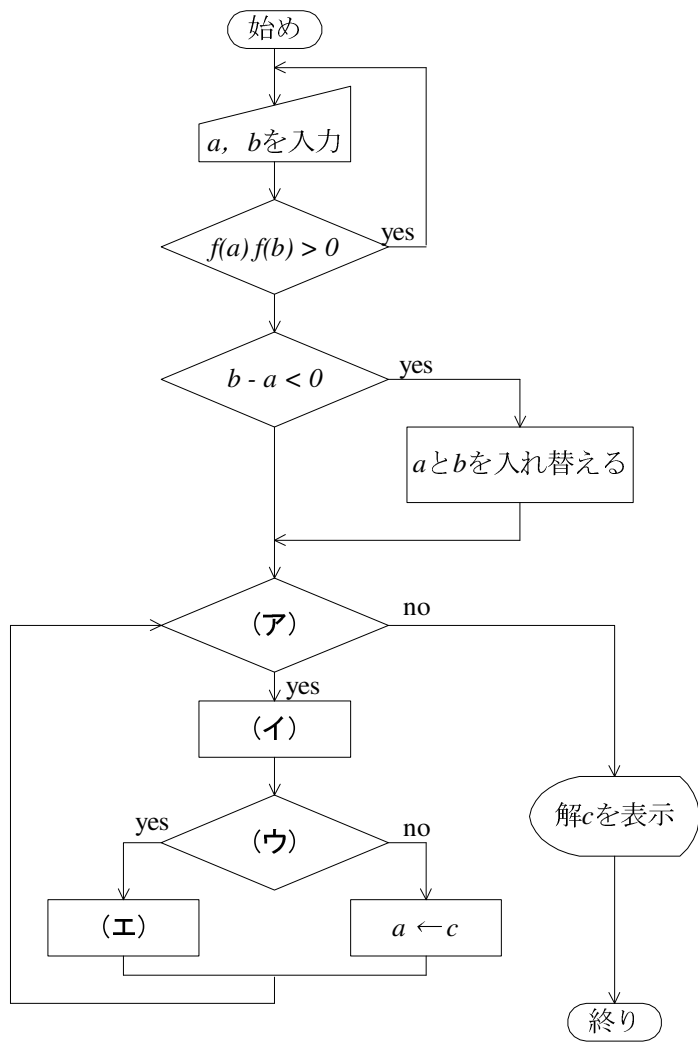 始め
a, bを入力
f(a) f(b) > 0
yes
b - a < 0
yes
aとbを入れ替える
(ア)
no
yes
(イ)
(ウ)
yes
no
(エ)
a ← c
解cを表示
終り